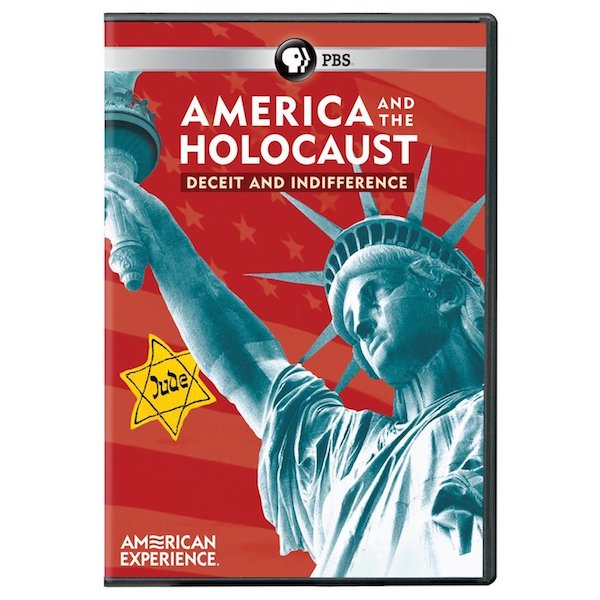 PBS
AMERICA AND THE
HOLOCAUST
DECEIT AND INDIFFERENCE
Jude
AMERICAN
EXPERIENCE.